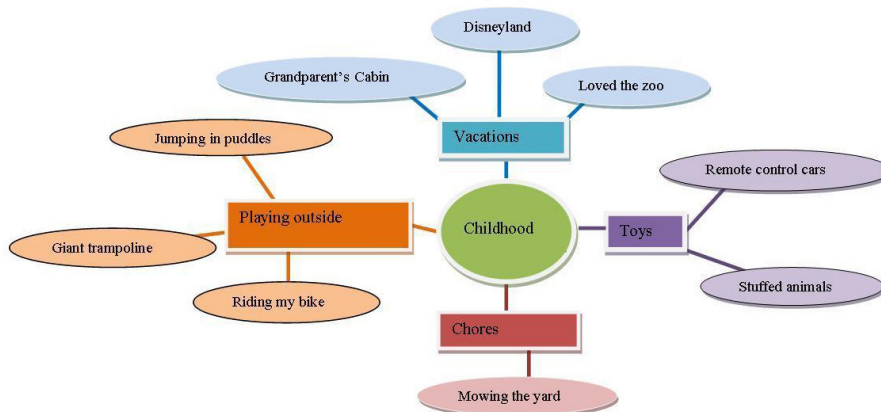 Disneyland
Grandparent's Cabin
Loved the zoo
Vacations
Jumping in puddles
Remote control cars
Playing outside
Childhood
Toys
Giant trampoline
Stuffed animals
Riding my bike
Chores
Mowing the yard